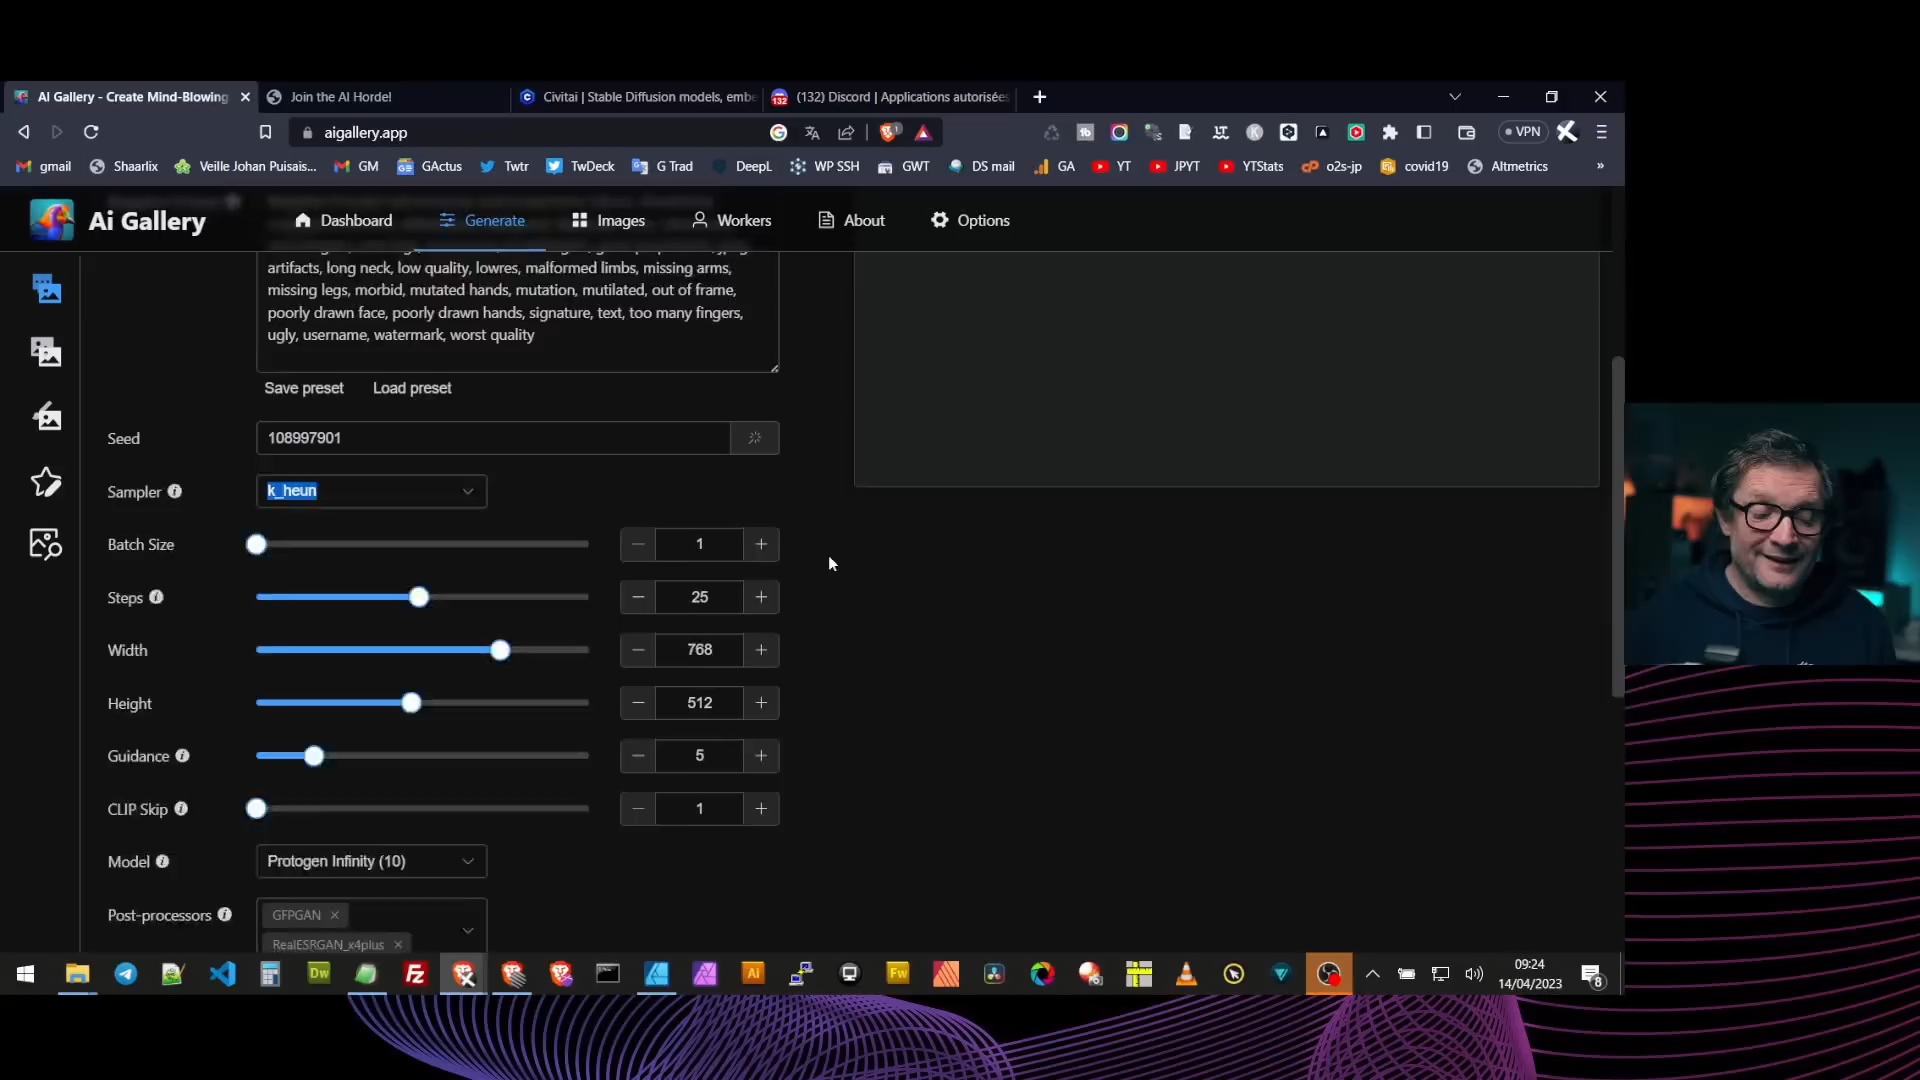 AI Gallery - Create Mind-Blowing
Join the AI Horde!
Civitai | Stable Diffusion models, embe
(132) Discord | Applications autorisées
aigallery.app
VPN
gmail
Shaarlix
Veille Johan Puisais...
GM
GActus
Twtr
TwDeck
G Trad
DeepL
WP SSH
GWT
DS mail
GA
YT
JPYT
YTStats
o2s-jp
covid19
Altmetrics
»
Ai Gallery
Dashboard
Generate
Images
Workers
About
Options
artifacts, long neck, low quality, lowres, malformed limbs, missing arms,
missing legs, morbid, mutated hands, mutation, mutilated, out of frame,
poorly drawn face, poorly drawn hands, signature, text, too many fingers,
ugly, username, watermark, worst quality
Save preset
Load preset
Seed
108997901
Sampler
k_heun
Batch Size
1
Steps
25
Width
768
Height
512
Guidance
5
CLIP Skip
1
Model
Protogen Infinity (10)
Post-processors
GFPGAN
RealESRGAN_x4plus
09:24
14/04/2023
8